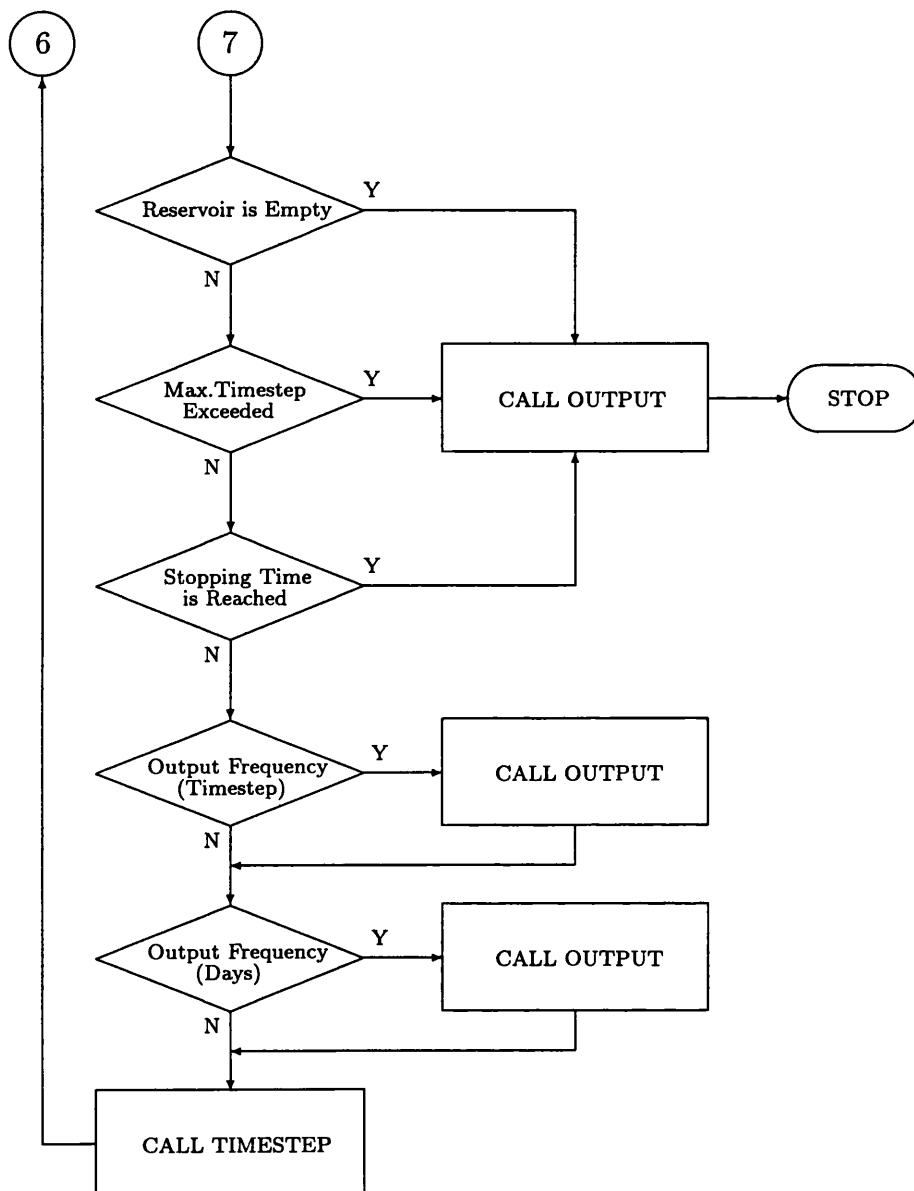 6
7
Reservoir is Empty
Y
N
Max.Timestep
Exceeded
Y
N
CALL OUTPUT
STOP
Stopping Time
is Reached
Y
N
Output Frequency
(Timestep)
Y
N
CALL OUTPUT
Output Frequency
(Days)
Y
N
CALL OUTPUT
CALL TIMESTEP